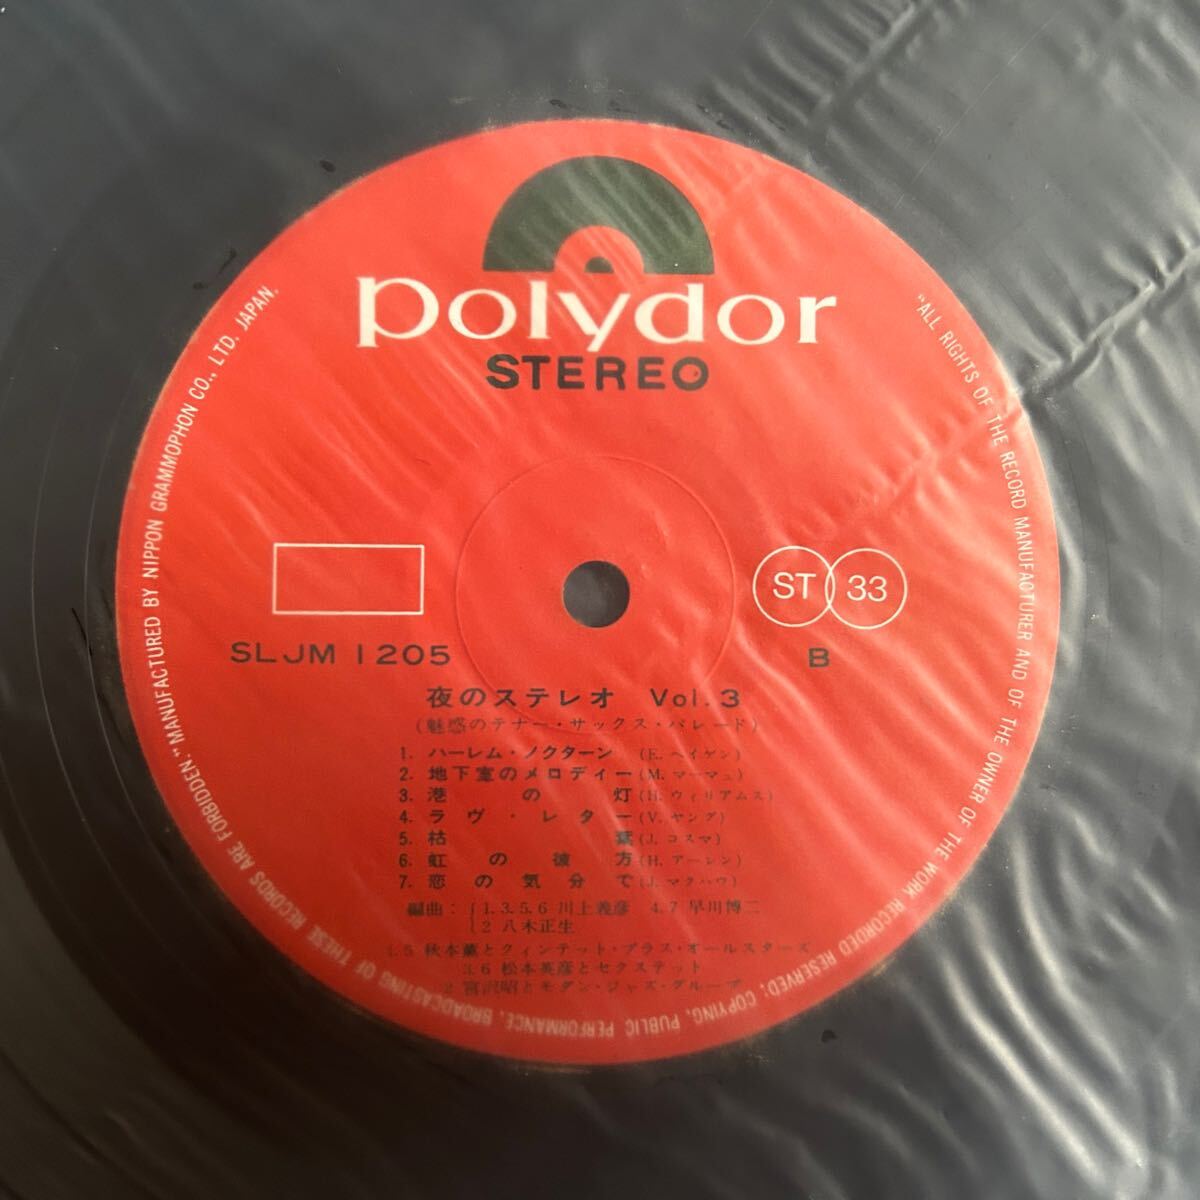 polydor
STEREO
ST 33
SLJM 1205
B
夜のステレオ Vol.3
(魅惑のテナー・サックス・パレード)
1. ハーレム・ノクターン (E. ヘイゲン)
2. 地下室のメロディー (M. マーニュ)
3. 港の灯 (H. ウィリアムス)
4. ラヴ・レター (V. ヤング)
5. 枯葉 (J. コスマ)
6. 虹の彼方 (H. アーレン)
7. 恋の気分で (J. マクハウ)
編曲: 1.3.5.6 川上義彦 4.7 早川博二
2 八木正生
1.5 秋本薫とクィンテット・プラス・オールスターズ
3.6 松本英彦とセクステット
2 宮沢昭とモダン・ジャズ・グループ
"ALL RIGHTS OF THE RECORD MANUFACTURER AND OF THE OWNER OF THE WORK RECORDED RESERVED: COPYING, PUBLIC PERFORMANCE, BROADCASTING OF THESE RECORDS ARE FORBIDDEN." MANUFACTURED BY NIPPON GRAMMOPHON CO., LTD. JAPAN.